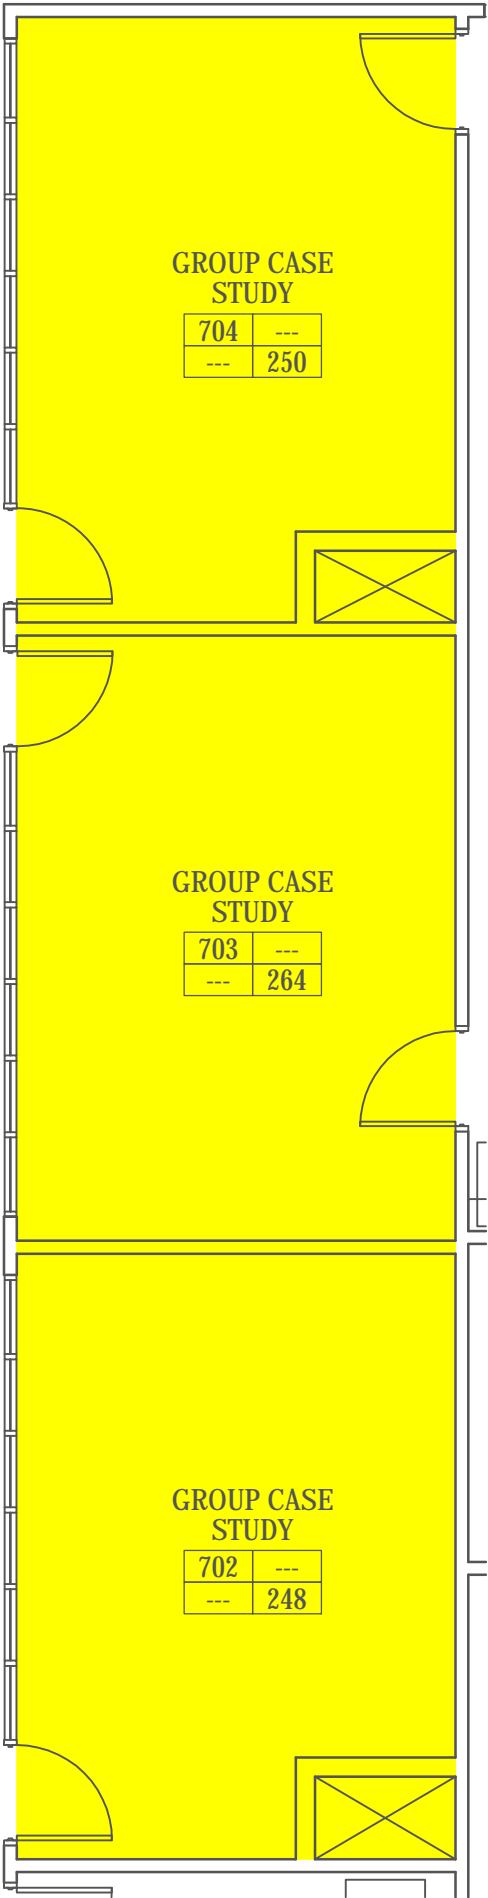 GROUP CASE
STUDY
704 ---
--- 250
GROUP CASE
STUDY
703 ---
--- 264
GROUP CASE
STUDY
702 ---
--- 248